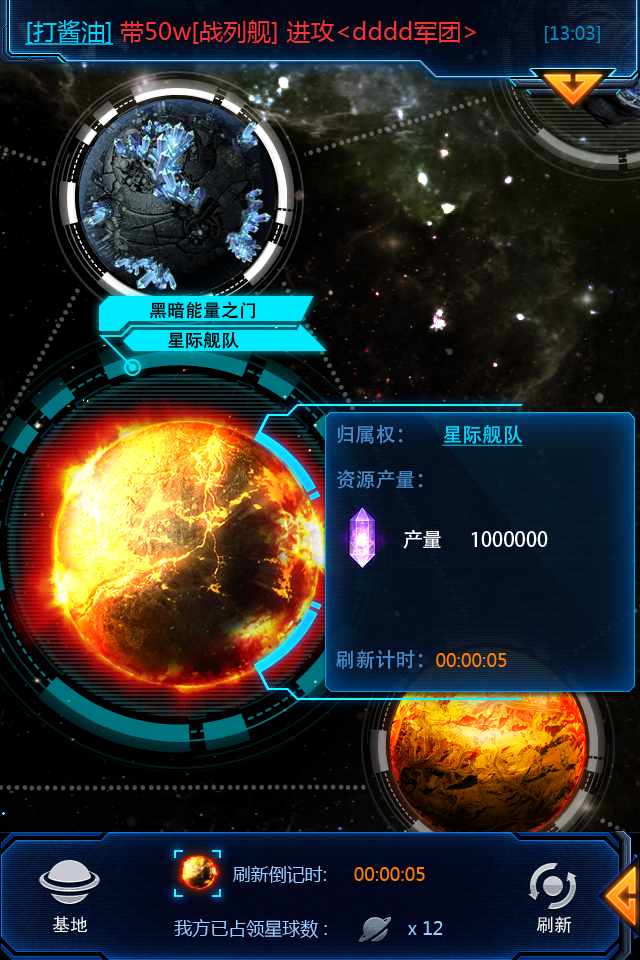 [打酱油] 带50w[战列舰] 进攻<dddd军团> [13:03]
黑暗能量之门
星际舰队
归属权： 星际舰队
资源产量：
产量 1000000
刷新计时：00:00:05
刷新倒记时： 00:00:05
我方已占领星球数： x 12
基地
刷新